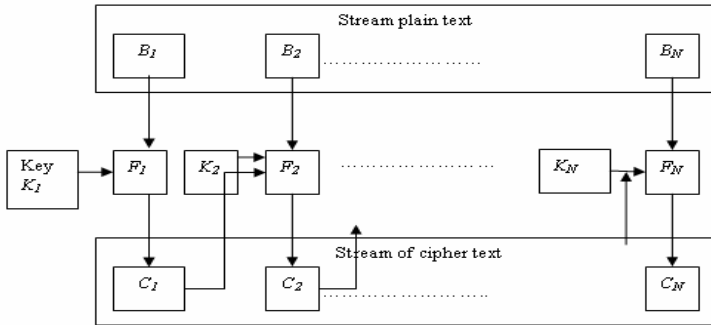 Stream plain text
B1 B2 ........................ BN
Key K1 F1 K2 F2 ........................ KN FN
Stream of cipher text
C1 C2 ........................ CN